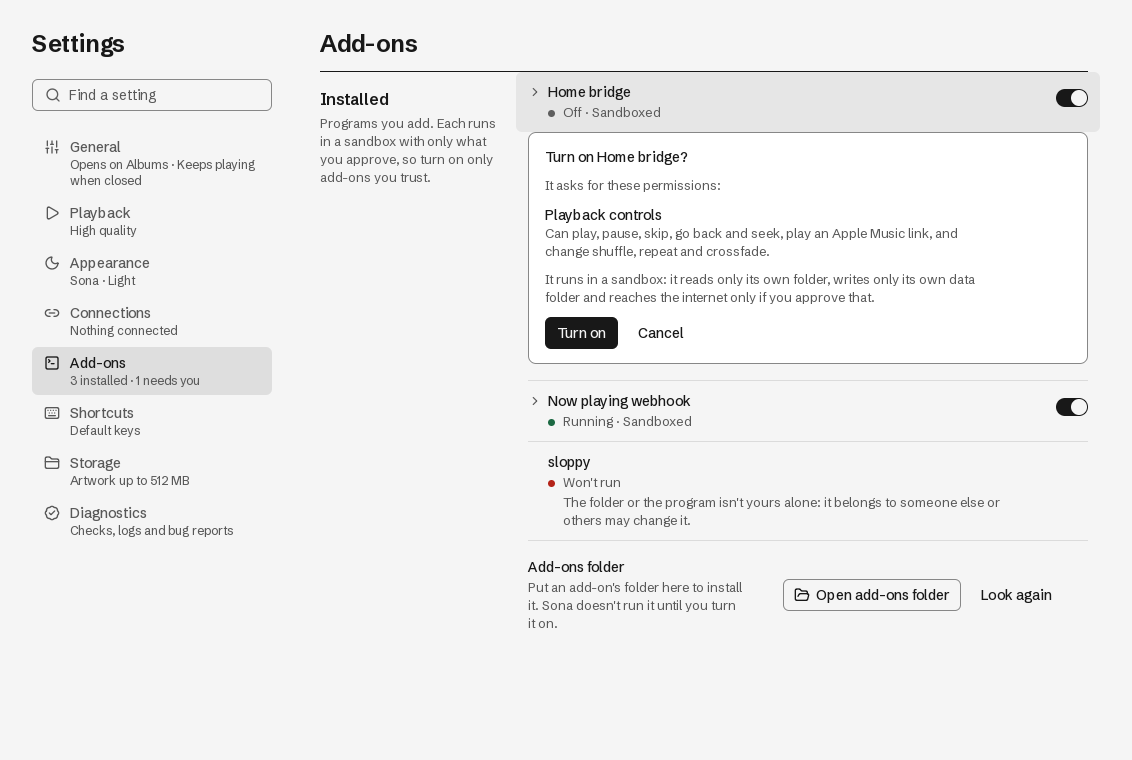 Settings
Find a setting
General
Opens on Albums · Keeps playing
when closed
Playback
High quality
Appearance
Sona · Light
Connections
Nothing connected
Add-ons
3 installed · 1 needs you
Shortcuts
Default keys
Storage
Artwork up to 512 MB
Diagnostics
Checks, logs and bug reports
Add-ons
Installed
Programs you add. Each runs
in a sandbox with only what
you approve, so turn on only
add-ons you trust.
Home bridge
Off · Sandboxed
Turn on Home bridge?
It asks for these permissions:
Playback controls
Can play, pause, skip, go back and seek, play an Apple Music link, and
change shuffle, repeat and crossfade.
It runs in a sandbox: it reads only its own folder, writes only its own data
folder and reaches the internet only if you approve that.
Turn on
Cancel
Now playing webhook
Running · Sandboxed
sloppy
Won't run
The folder or the program isn't yours alone: it belongs to someone else or
others may change it.
Add-ons folder
Put an add-on's folder here to install
it. Sona doesn't run it until you turn
it on.
Open add-ons folder
Look again